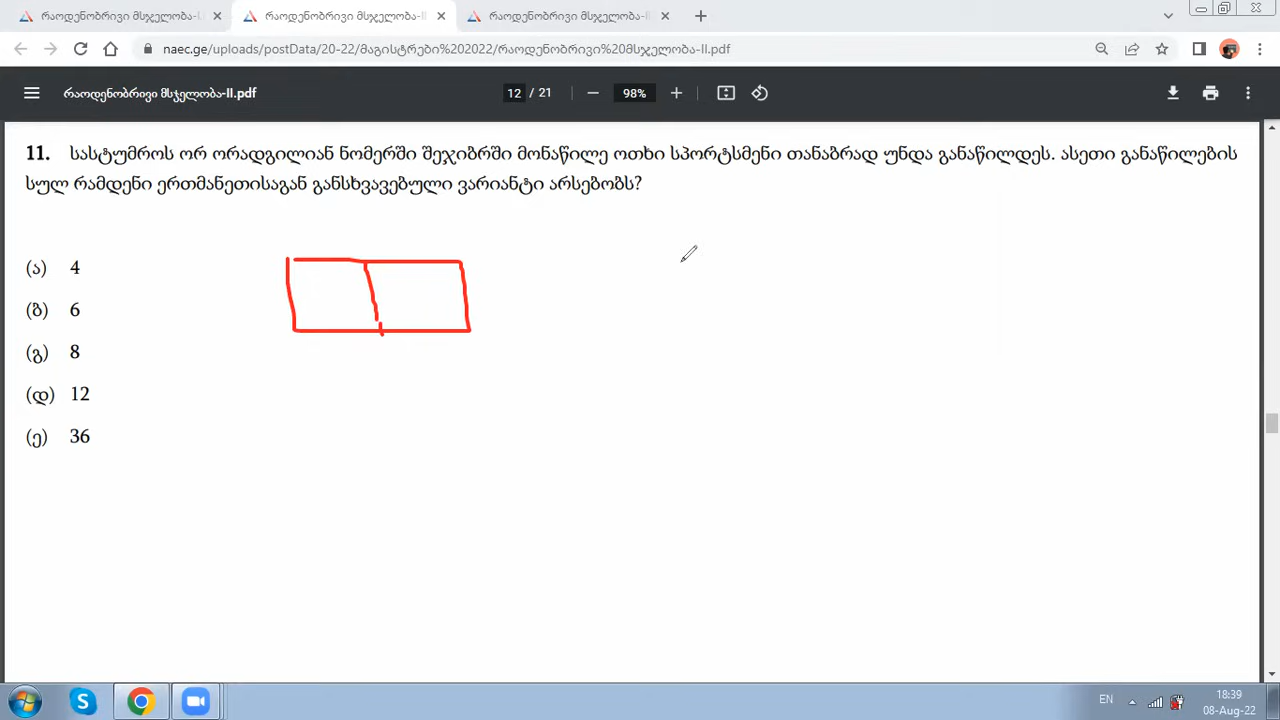 რაოდენობრივი მსჯელობა-
რაოდენობრივი მსჯელობა-II
რაოდენობრივი მსჯელობა-II
naec.ge/uploads/postData/20-22/მაგისტრები%202022/რაოდენობრივი%20მსჯელობა-II.pdf
რაოდენობრივი მსჯელობა-II.pdf 12 / 21 98%
11. სასტუმროს ორ ორადგილიან ნომერში შეჯიბრში მონაწილე ოთხი სპორტსმენი თანაბრად უნდა განაწილდეს. ასეთი განაწილების
სულ რამდენი ერთმანეთისაგან განსხვავებული ვარიანტი არსებობს?
(ა) 4
(ბ) 6
(გ) 8
(დ) 12
(ე) 36
EN
18:39
08-Aug-22